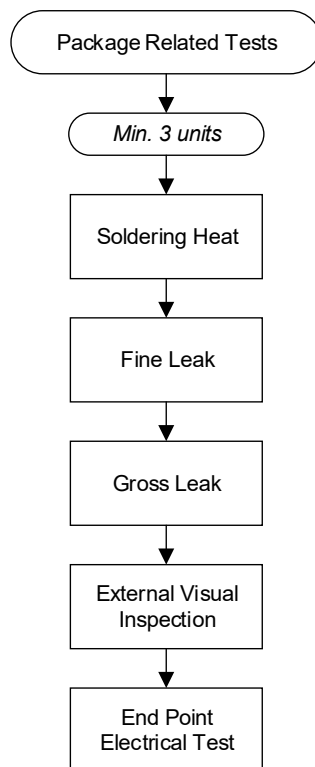 Package Related Tests
Min. 3 units
Soldering Heat
Fine Leak
Gross Leak
External Visual
Inspection
End Point
Electrical Test